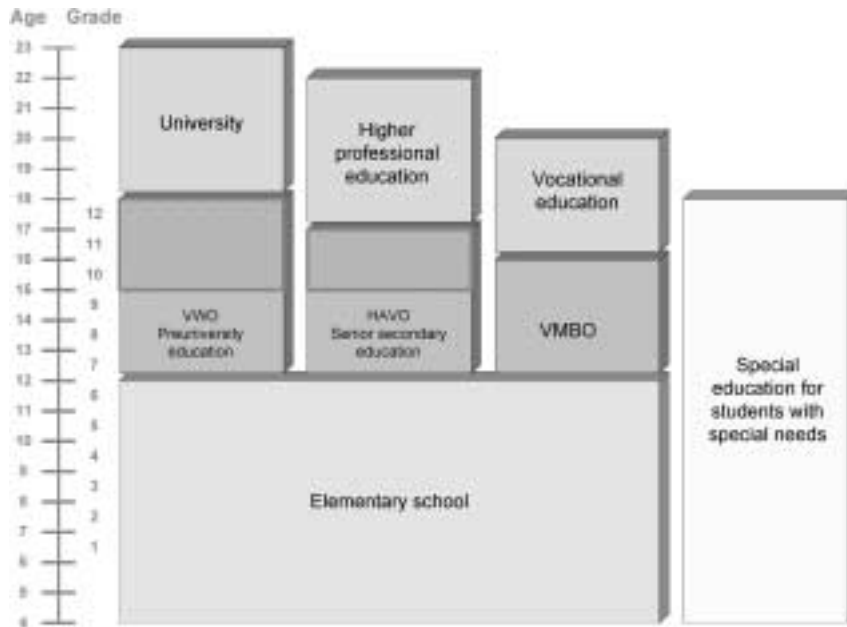 Age Grade
23
22
21
20
19
18
17
16
15
14
13
12
11
10
9
8
7
6
5
4
12
11
10
9
8
7
6
5
4
3
2
1
University
Higher
professional
education
Vocational
education
VWO
Preuniversity
education
HAVO
Senior secondary
education
VMBO
Special
education for
students with
special needs
Elementary school